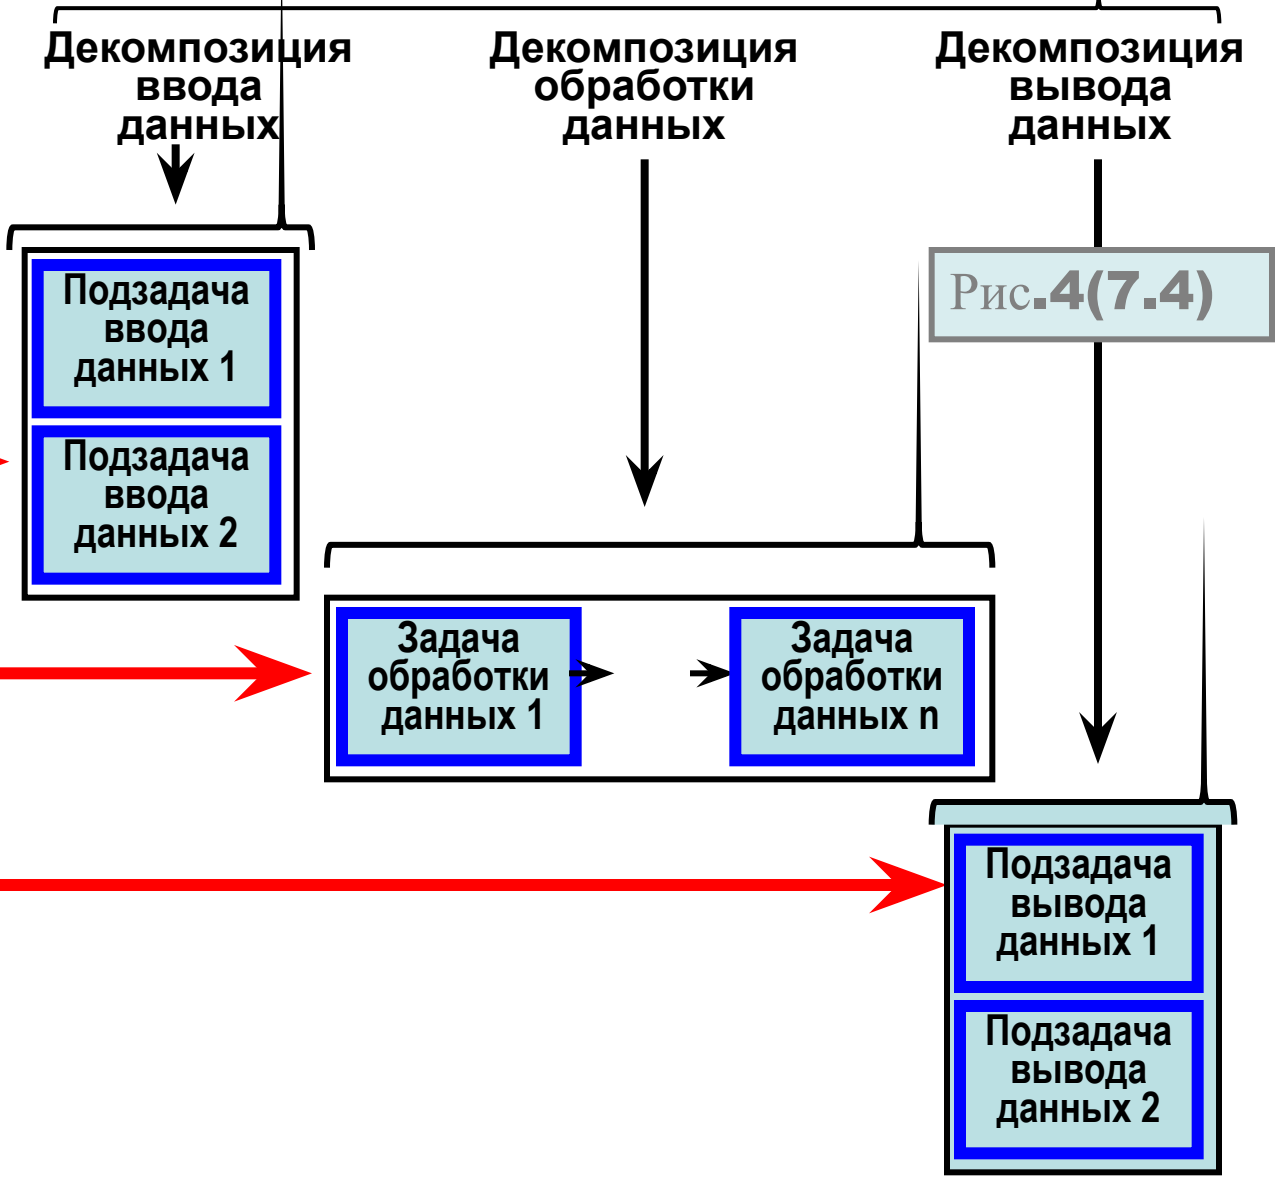 Декомпозиция
ввода
данных
Декомпозиция
обработки
данных
Декомпозиция
вывода
данных
Рис.4(7.4)
Подзадача
ввода
данных 1
Подзадача
ввода
данных 2
Задача
обработки
данных 1
Задача
обработки
данных n
Подзадача
вывода
данных 1
Подзадача
вывода
данных 2